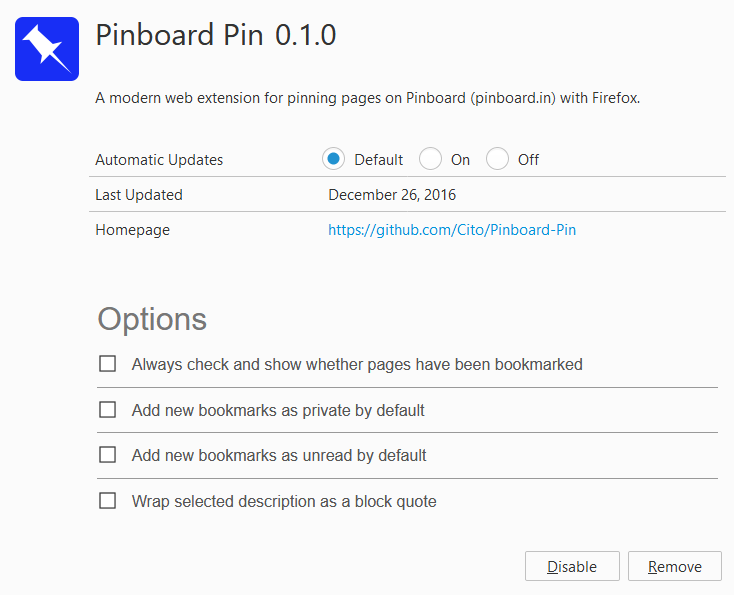 Pinboard Pin 0.1.0
A modern web extension for pinning pages on Pinboard (pinboard.in) with Firefox.
Automatic Updates Default On Off
Last Updated December 26, 2016
Homepage https://github.com/Cito/Pinboard-Pin
Options
Always check and show whether pages have been bookmarked
Add new bookmarks as private by default
Add new bookmarks as unread by default
Wrap selected description as a block quote
Disable Remove